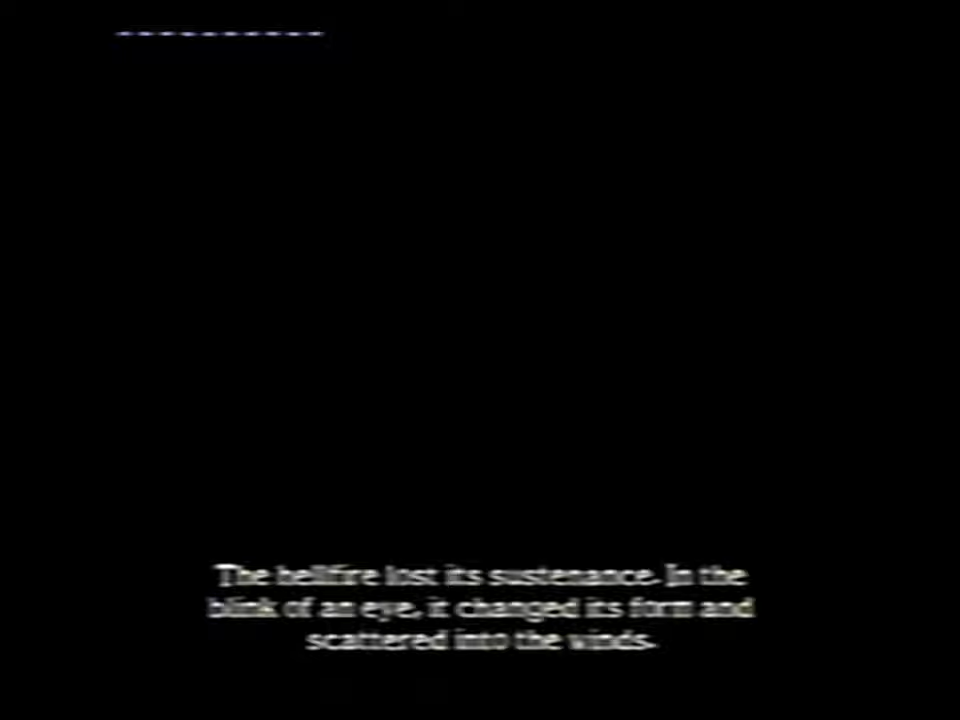 The hellfire lost its sustenance. In the
blink of an eye, it changed its form and
scattered into the winds.